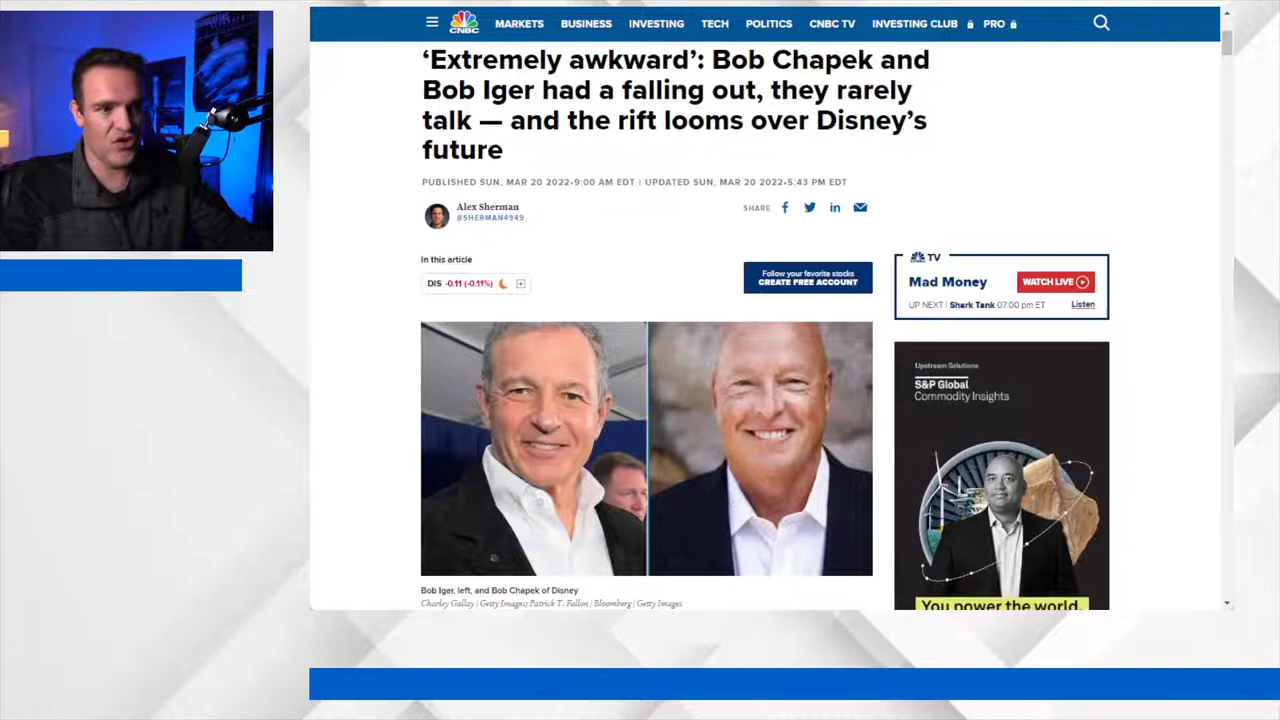 MARKETS BUSINESS INVESTING TECH POLITICS CNBC TV INVESTING CLUB PRO
CNBC
‘Extremely awkward’: Bob Chapek and
Bob Iger had a falling out, they rarely
talk — and the rift looms over Disney’s
future
PUBLISHED SUN, MAR 20 2022•9:00 AM EDT | UPDATED SUN, MAR 20 2022•5:43 PM EDT
Alex Sherman
@SHERMAN4949
SHARE
In this article
DIS -0.11 (-0.11%)
Follow your favorite stocks
CREATE FREE ACCOUNT
TV
Mad Money
WATCH LIVE
UP NEXT | Shark Tank 07:00 pm ET
Listen
Upstream Solutions
S&P Global
Commodity Insights
You power the world.
Bob Iger, left, and Bob Chapek of Disney
Charley Gallay | Getty Images; Patrick T. Fallon | Bloomberg | Getty Images